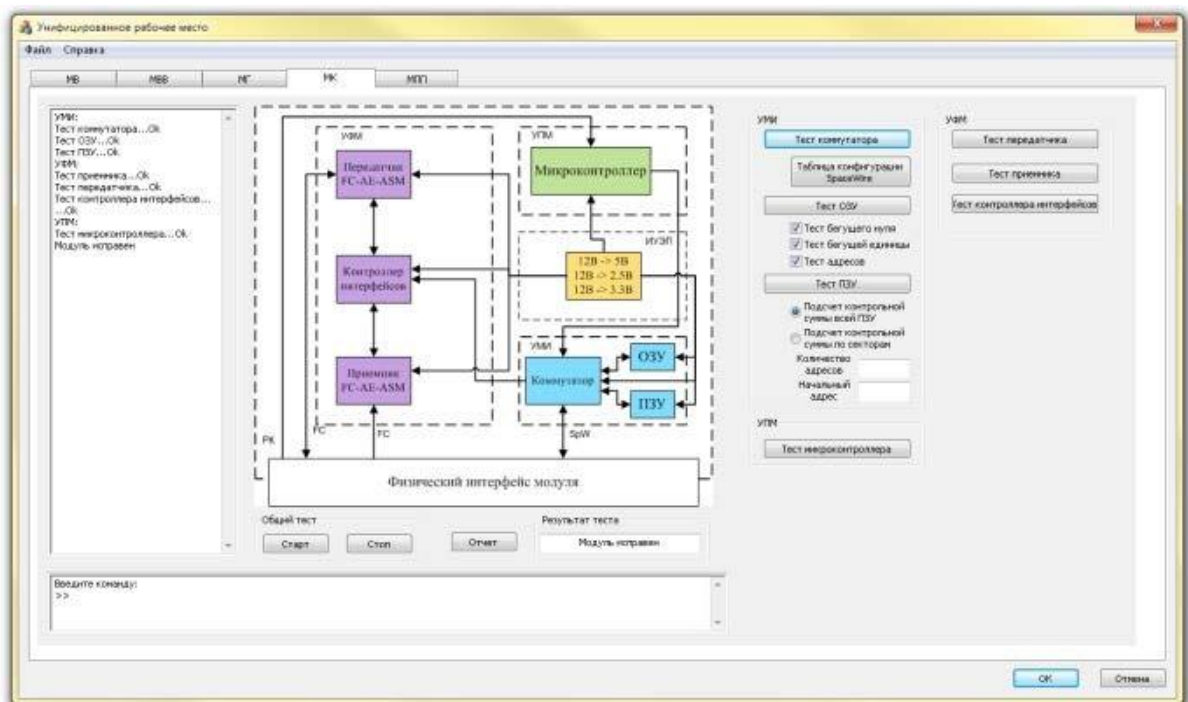 Унифицированное рабочее место
Файл Справка
МВ МВВ МГ МК МПП
УМИ:
Тест коммутатора...Ok
Тест ОЗУ...Ok
Тест ПЗУ...Ok
УФМ:
Тест приемника...Ok
Тест передатчика...Ok
Тест контроллера интерфейсов...
...Ok
УПМ:
Тест микроконтроллера...Ok
Модуль исправен
УФМ
Передатчик
FC-AE-ASM
Контроллер
интерфейсов
Приемник
FC-AE-ASM
УПМ
Микроконтроллер
ИУЭП
12В -> 5В
12В -> 2.5В
12В -> 3.3В
УМИ
Коммутатор
ОЗУ
ПЗУ
РК
FC
FC
SpW
Физический интерфейс модуля
Общий тест
Старт
Стоп
Отчет
Результат теста
Модуль исправен
Введите команду:
>>
УМИ
Тест коммутатора
Таблица конфигурации
SpaceWire
Тест ОЗУ
Тест бегущего нуля
Тест бегущей единицы
Тест адресов
Тест ПЗУ
Подсчет контрольной
суммы всей ПЗУ
Подсчет контрольной
суммы по секторам
Количество
адресов
Начальный
адрес
УПМ
Тест микроконтроллера
УФМ
Тест передатчика
Тест приемника
Тест контроллера интерфейсов
OK
Отмена